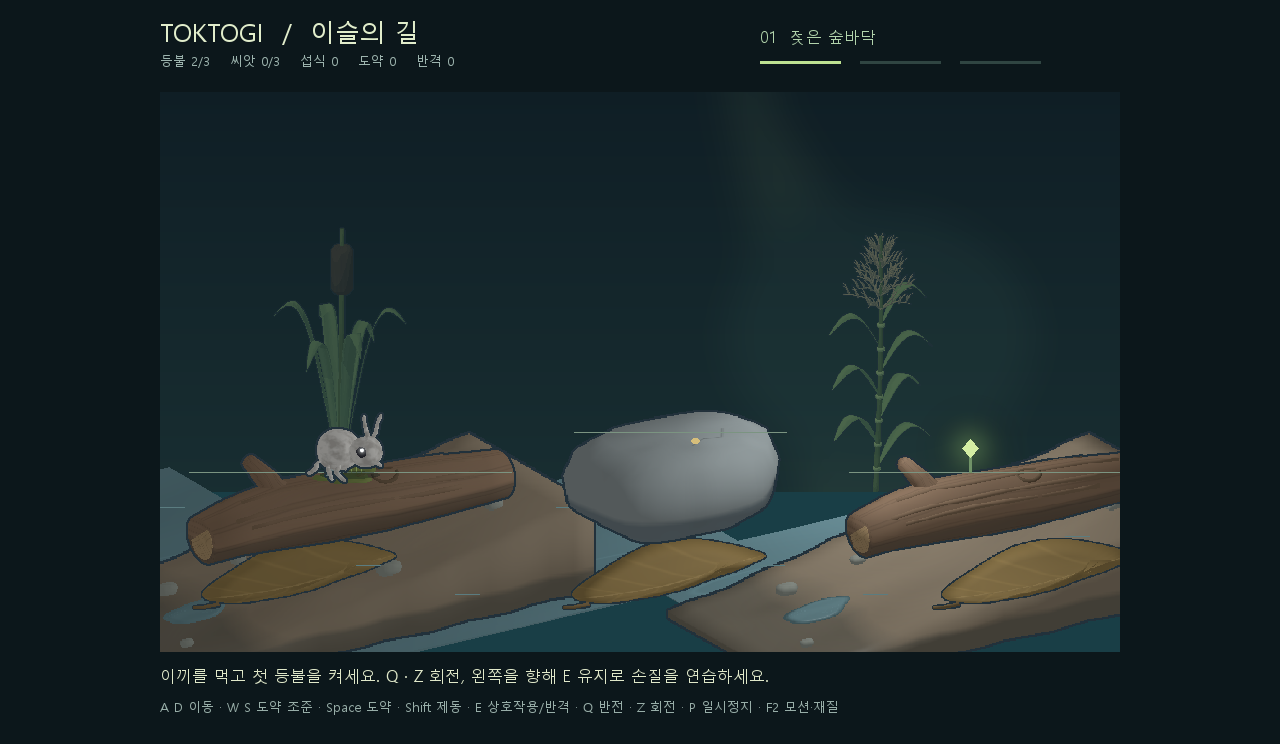 TOKTOGI / 이슬의 길
01 젖은 숲바닥
등불 2/3 씨앗 0/3 섭식 0 도약 0 반격 0
이끼를 먹고 첫 등불을 켜세요. Q · Z 회전, 왼쪽을 향해 E 유지로 손질을 연습하세요.
A D 이동 · W S 도약 조준 · Space 도약 · Shift 제동 · E 상호작용/반격 · Q 반전 · Z 회전 · P 일시정지 · F2 모션·재질